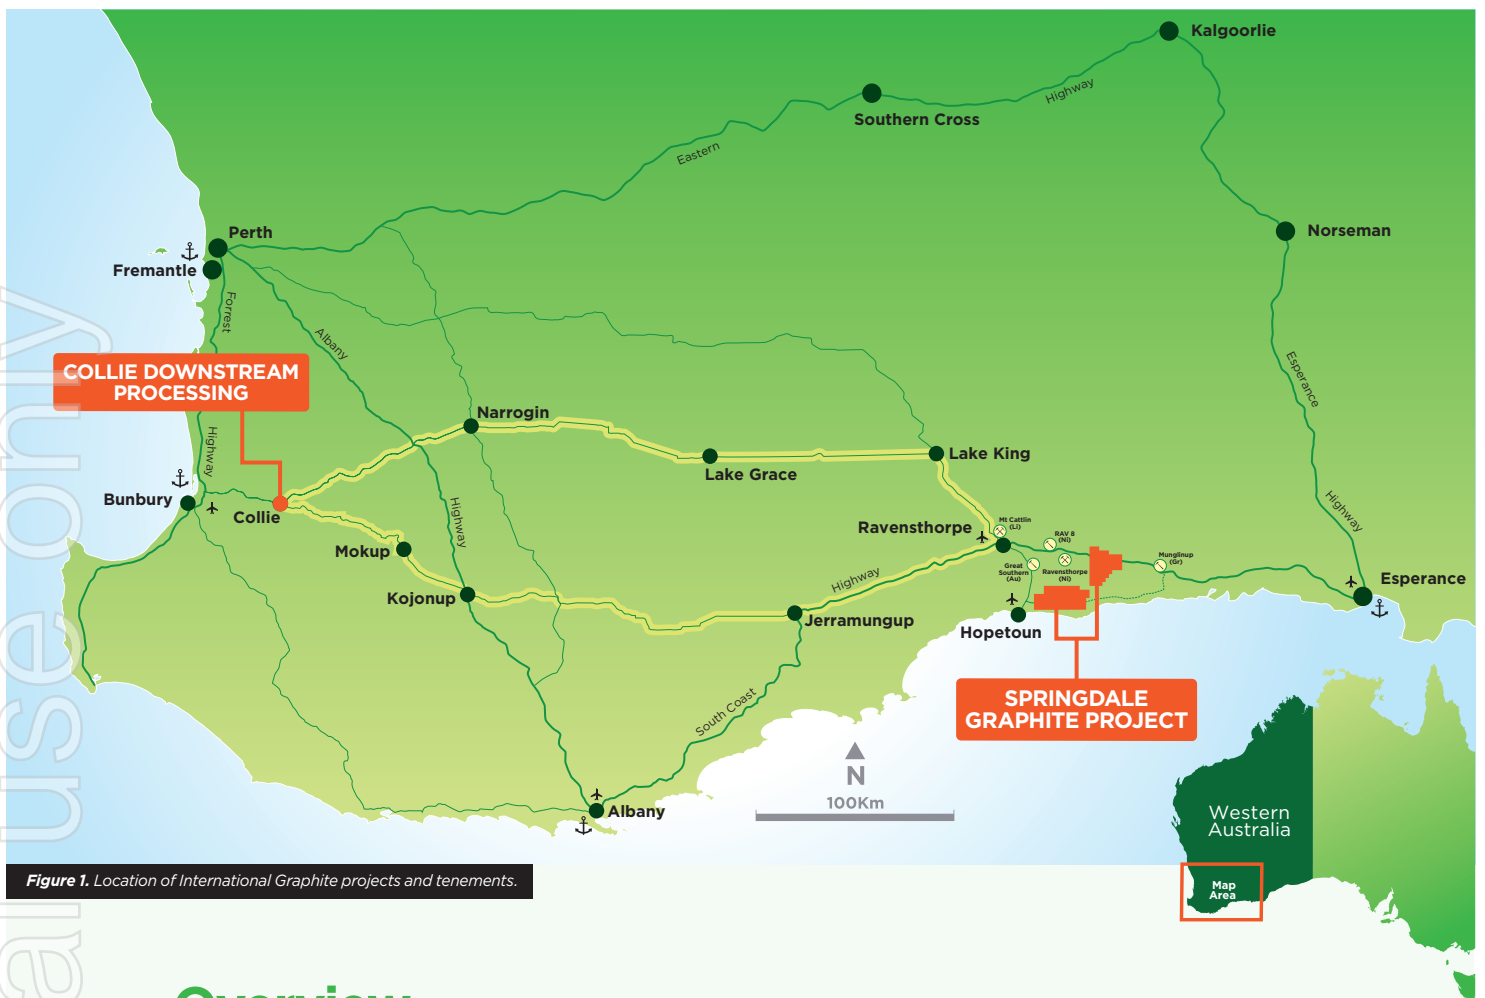 Kalgoorlie
Highway
Southern Cross
Eastern
Perth
Norseman
Fremantle
Forrest
Albany
Esperance
COLLIE DOWNSTREAM
PROCESSING
Narrogin
Highway
Lake King
Lake Grace
Bunbury
Collie
Highway
Highway
Mt Cattlin
(Li)
Ravensthorpe
RAV 8
(Ni)
Mokup
Great
Southern
(Au)
Ravensthorpe
(Ni)
Munglinup
(Gr)
Highway
Esperance
Kojonup
Jerramungup
Hopetoun
SPRINGDALE
GRAPHITE PROJECT
South Coast
N
100Km
Albany
Western
Australia
Figure 1. Location of International Graphite projects and tenements.
Map
Area
Overview
al use only